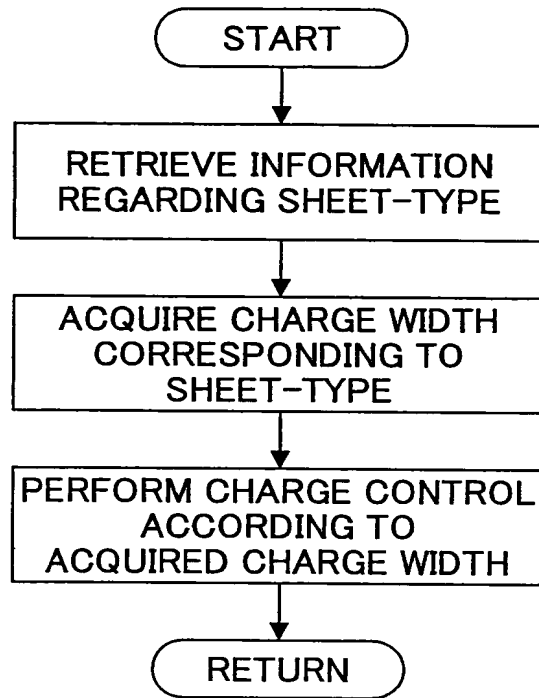 START
RETRIEVE INFORMATION
REGARDING SHEET-TYPE
ACQUIRE CHARGE WIDTH
CORRESPONDING TO
SHEET-TYPE
PERFORM CHARGE CONTROL
ACCORDING TO
ACQUIRED CHARGE WIDTH
RETURN